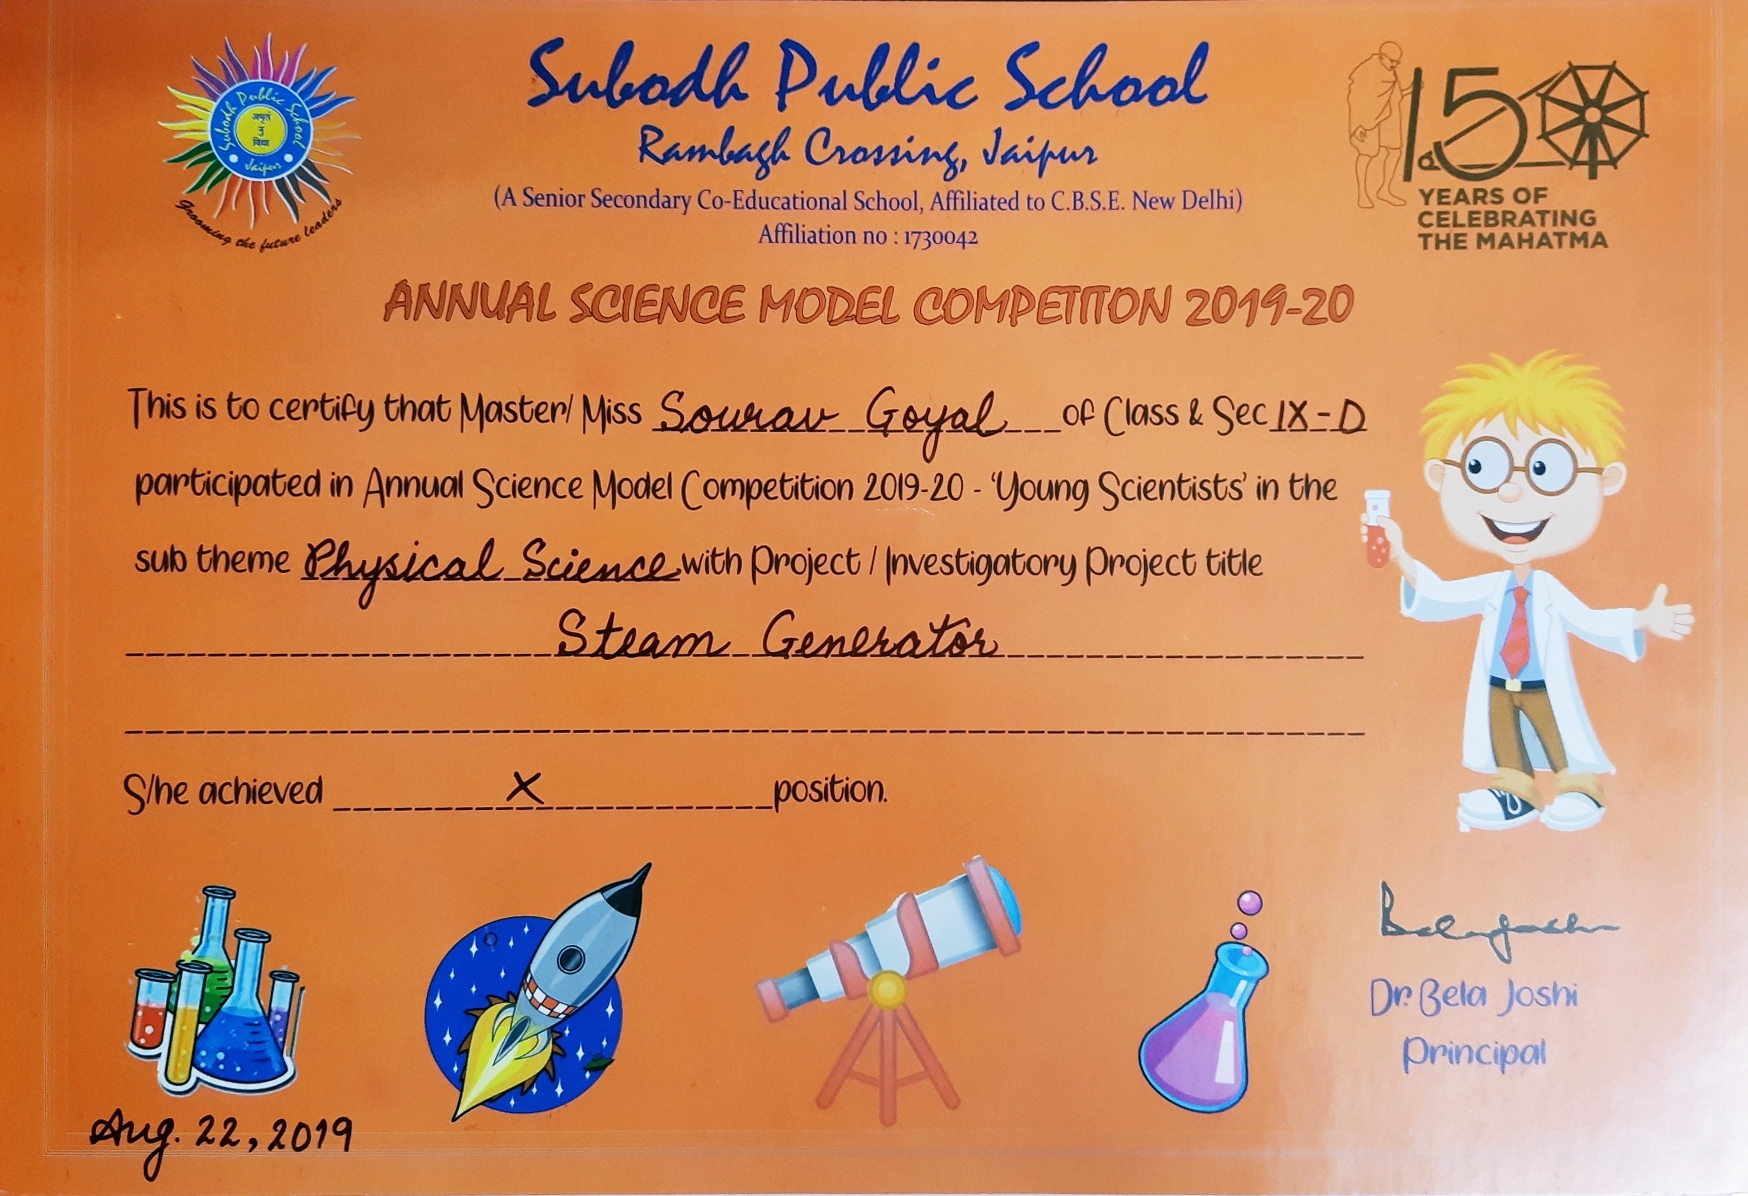 Subodh Public School
Rambagh Crossing, Jaipur
(A Senior Secondary Co-Educational School, Affiliated to C.B.S.E. New Delhi)
Affiliation no : 1730042
Subodh Public School
अमृतं
तु
विद्या
Jaipur
Grooming the future leaders
150
YEARS OF
CELEBRATING
THE MAHATMA
ANNUAL SCIENCE MODEL COMPETITION 2019-20
This is to certify that Master/ Miss Sourav Goyal of Class & Sec IX-D
participated in Annual Science Model Competition 2019-20 - 'Young Scientists' in the
sub theme Physical Science with Project / Investigatory Project title
Steam Generator
S/he achieved X position.
Bela Joshi
Dr. Bela Joshi
Principal
Aug. 22, 2019